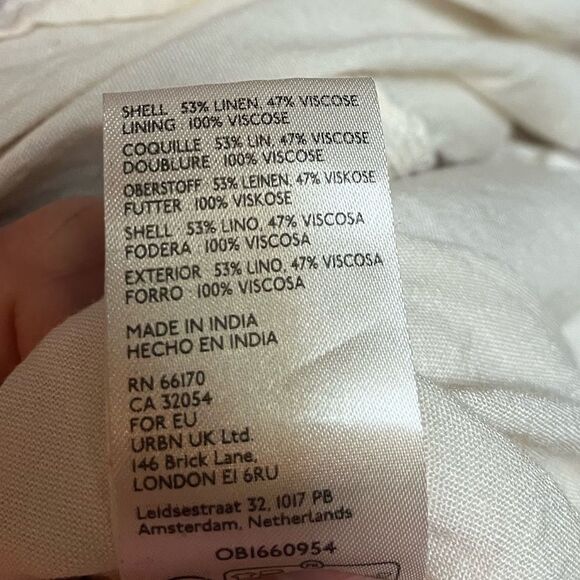 SHELL 53% LINEN, 47% VISCOSE
LINING 100% VISCOSE
COQUILLE 53% LIN, 47% VISCOSE
DOUBLURE 100% VISCOSE
OBERSTOFF 53% LEINEN, 47% VISKOSE
FUTTER 100% VISKOSE
SHELL 53% LINO, 47% VISCOSA
FODERA 100% VISCOSA
EXTERIOR 53% LINO, 47% VISCOSA
FORRO 100% VISCOSA
MADE IN INDIA
HECHO EN INDIA
RN 66170
CA 32054
FOR EU
URBN UK Ltd.
146 Brick Lane,
LONDON E1 6RU
Leidsestraat 32, 1017 PB
Amsterdam, Netherlands
OB1660954